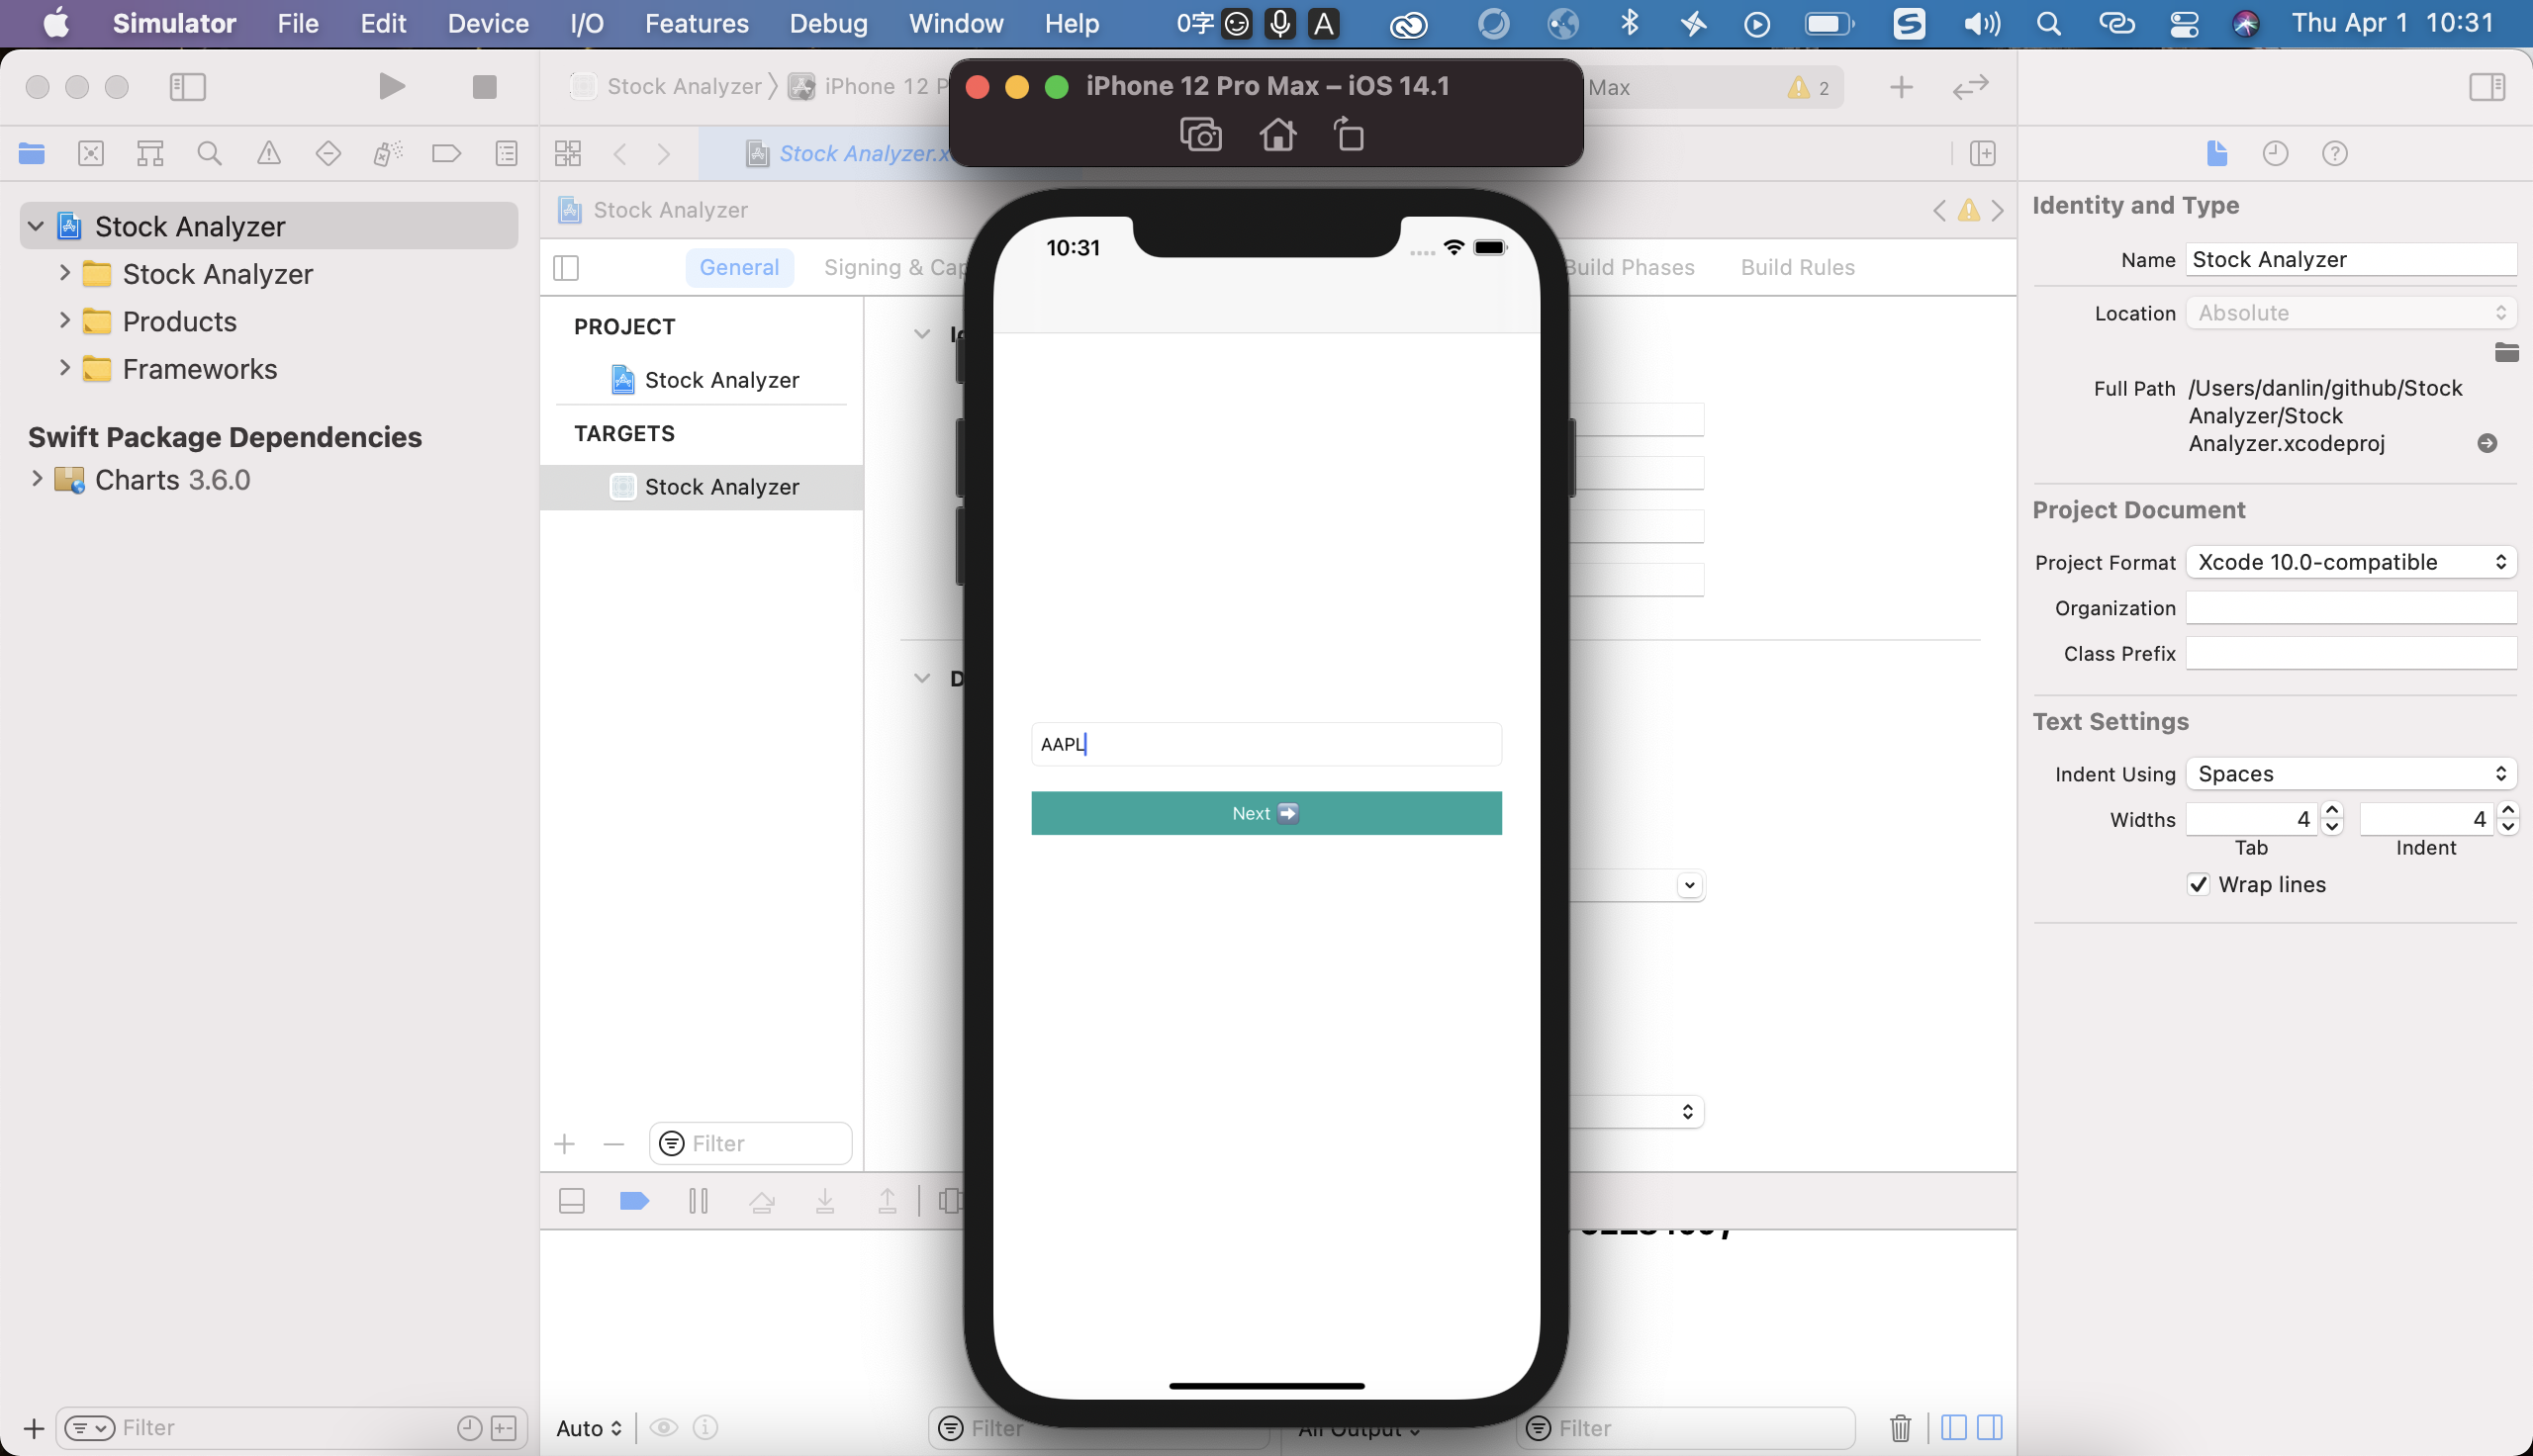 Simulator File Edit Device I/O Features Debug Window Help 0字 A Thu Apr 1 10:31
Stock Analyzer iPhone 12 P Max 2
iPhone 12 Pro Max – iOS 14.1
Stock Analyzer.x
Stock Analyzer
General Signing & Cap Build Phases Build Rules
Stock Analyzer
Stock Analyzer
Products
Frameworks
Swift Package Dependencies
Charts 3.6.0
PROJECT
Stock Analyzer
TARGETS
Stock Analyzer
D
10:31
AAPL
Next ➡️
Identity and Type
Name Stock Analyzer
Location Absolute
Full Path /Users/danlin/github/Stock
Analyzer/Stock
Analyzer.xcodeproj
Project Document
Project Format Xcode 10.0-compatible
Organization
Class Prefix
Text Settings
Indent Using Spaces
Widths 4 4
Tab Indent
Wrap lines
Filter
Filter
Auto
Filter
All Output
Filter